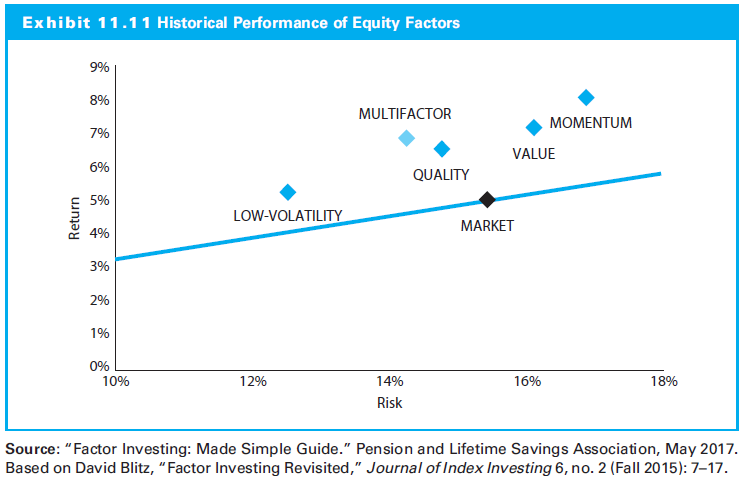 Exhibit 11.11 Historical Performance of Equity Factors
9%
8%
7%
6%
5%
4%
3%
2%
1%
0%
Return
MULTIFACTOR
MOMENTUM
VALUE
QUALITY
LOW-VOLATILITY
MARKET
10%
12%
14%
16%
18%
Risk
Source: “Factor Investing: Made Simple Guide.” Pension and Lifetime Savings Association, May 2017.
Based on David Blitz, “Factor Investing Revisited,” Journal of Index Investing 6, no. 2 (Fall 2015): 7–17.